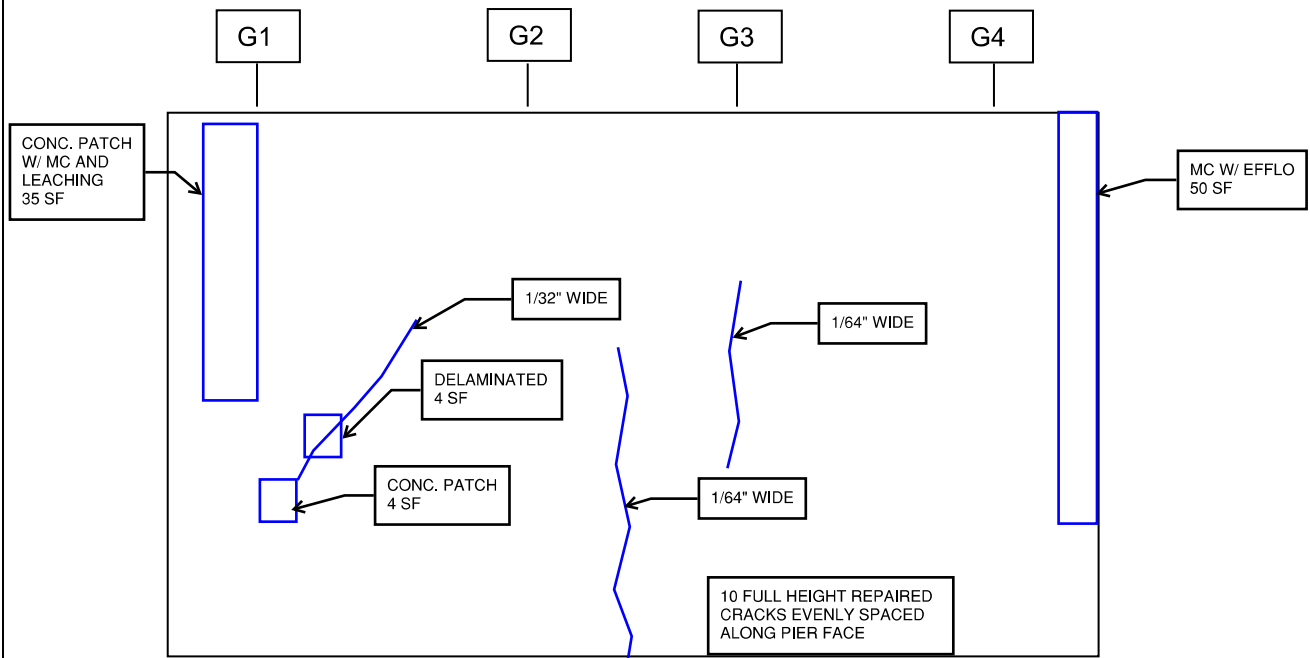 G1
G2
G3
G4
CONC. PATCH
W/ MC AND
LEACHING
35 SF
MC W/ EFFLO
50 SF
1/32" WIDE
1/64" WIDE
DELAMINATED
4 SF
CONC. PATCH
4 SF
1/64" WIDE
10 FULL HEIGHT REPAIRED
CRACKS EVENLY SPACED
ALONG PIER FACE